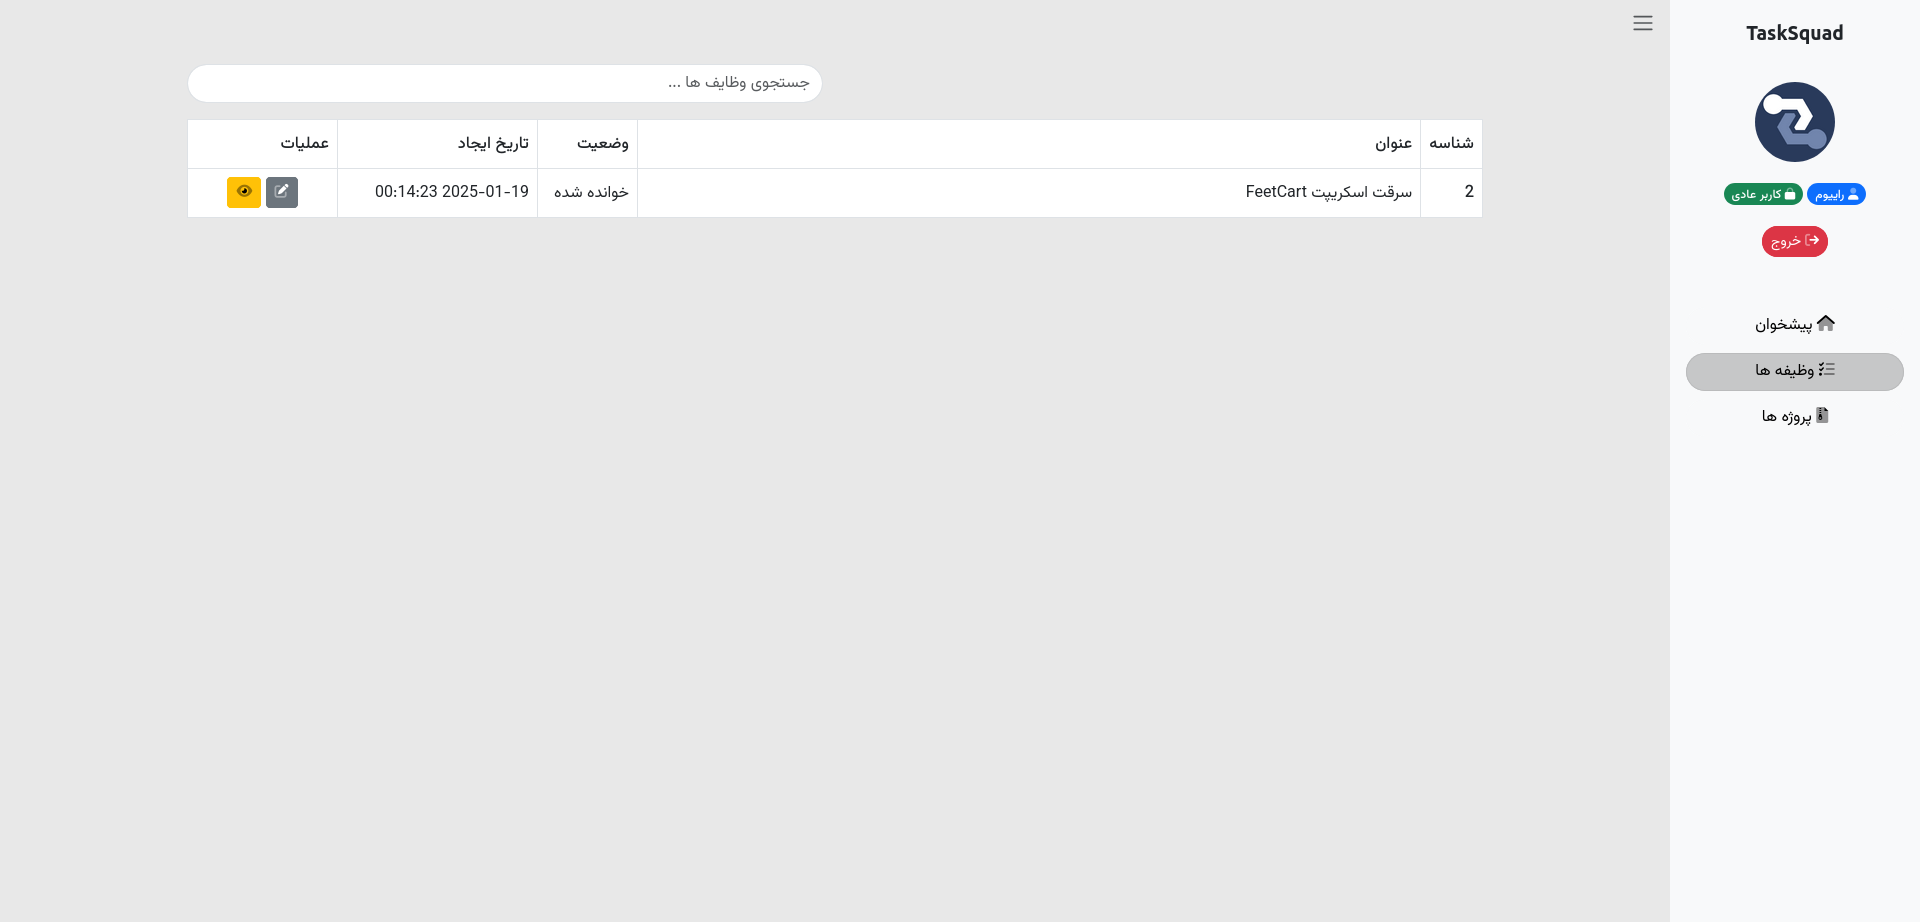 TaskSquad
راییوم
کاربر عادی
خروج
پیشخوان
وظیفه ها
پروژه ها
جستجوی وظایف ها ...
شناسه عنوان وضعیت تاریخ ایجاد عملیات
2 سرقت اسکریپت FeetCart خوانده شده 2025-01-19 00:14:23